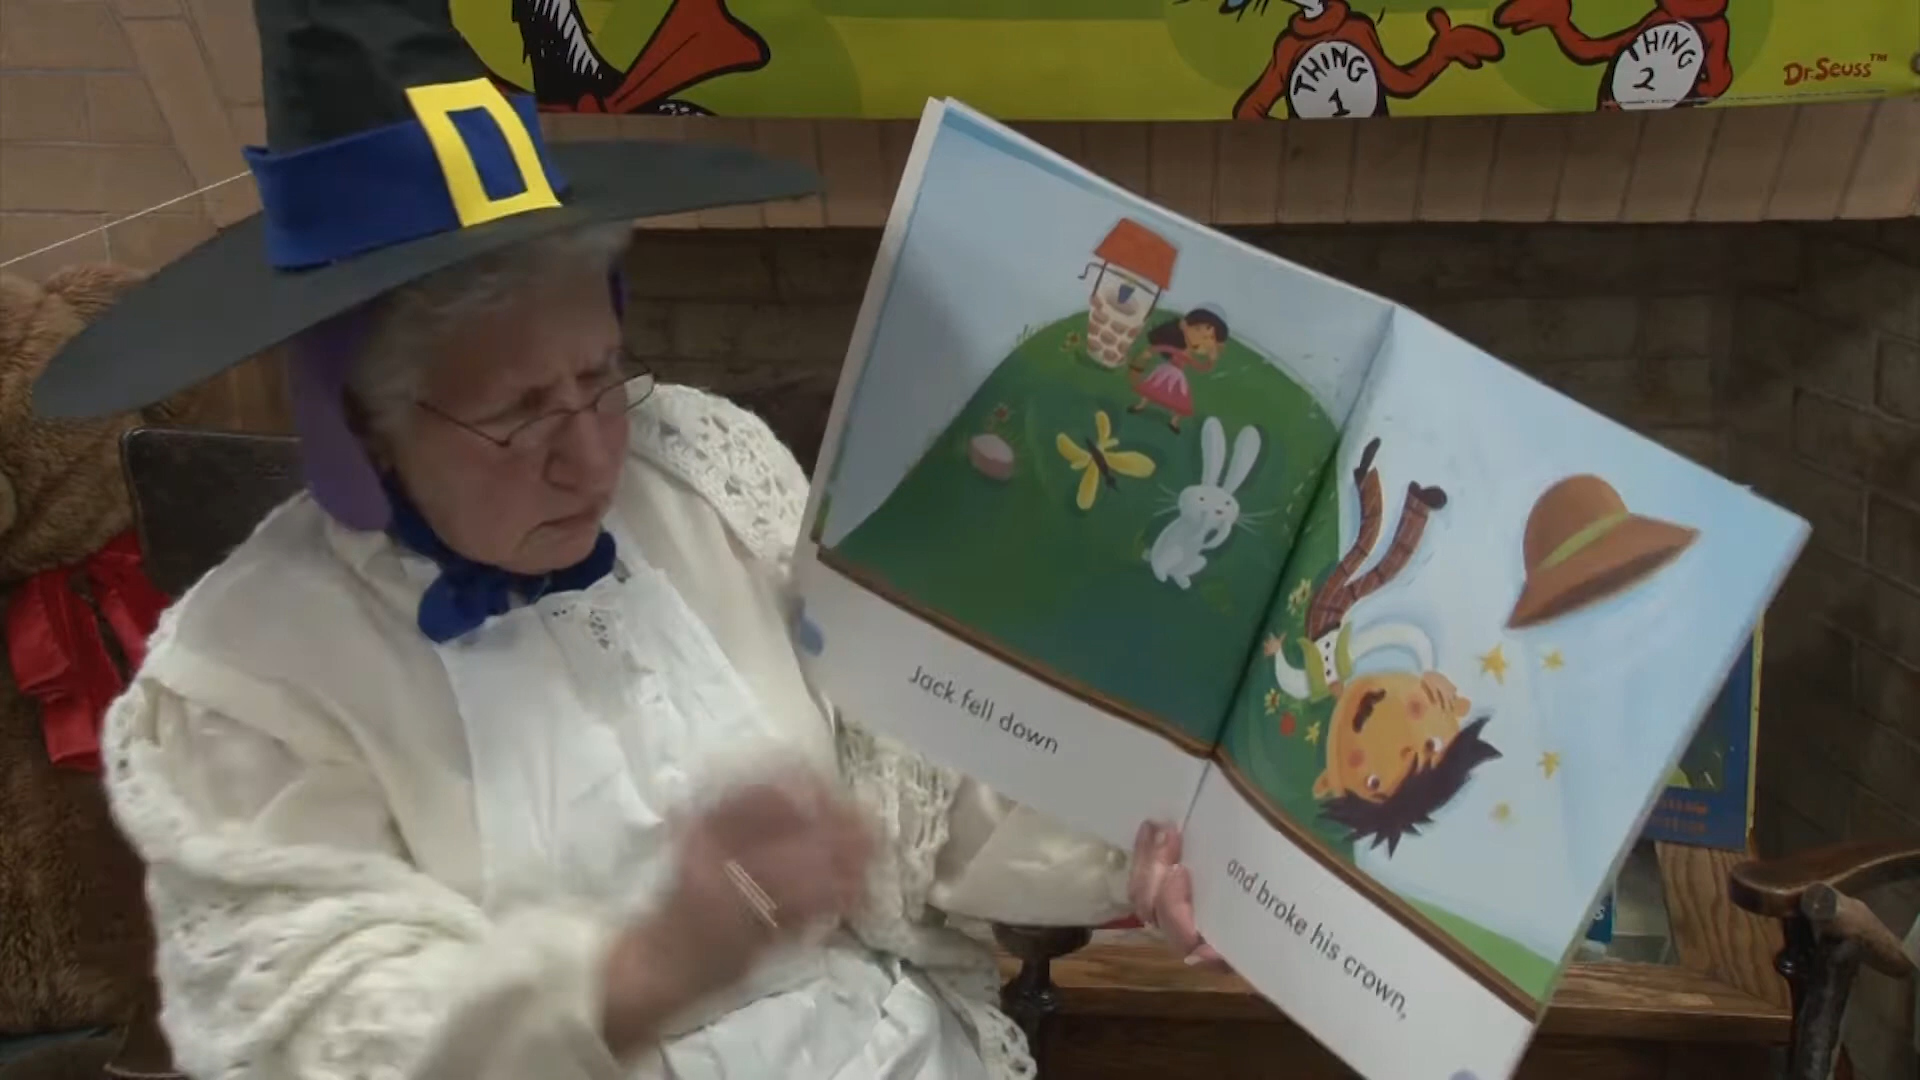 THING
1
THING
2
Dr. Seuss™
Jack fell down
and broke his crown,